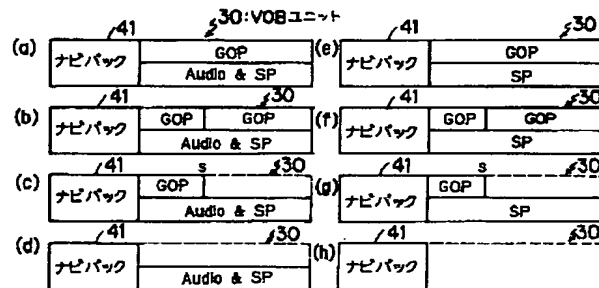 30:VOBユニット
(a) 41 ナビパック GOP Audio & SP
(e) 41 30 ナビパック GOP SP
(b) 41 30 ナビパック GOP GOP Audio & SP
(f) 41 30 ナビパック GOP GOP SP
(c) 41 s 30 ナビパック GOP Audio & SP
(g) 41 s 30 ナビパック GOP SP
(d) 41 30 ナビパック Audio & SP
(h) 41 30 ナビパック